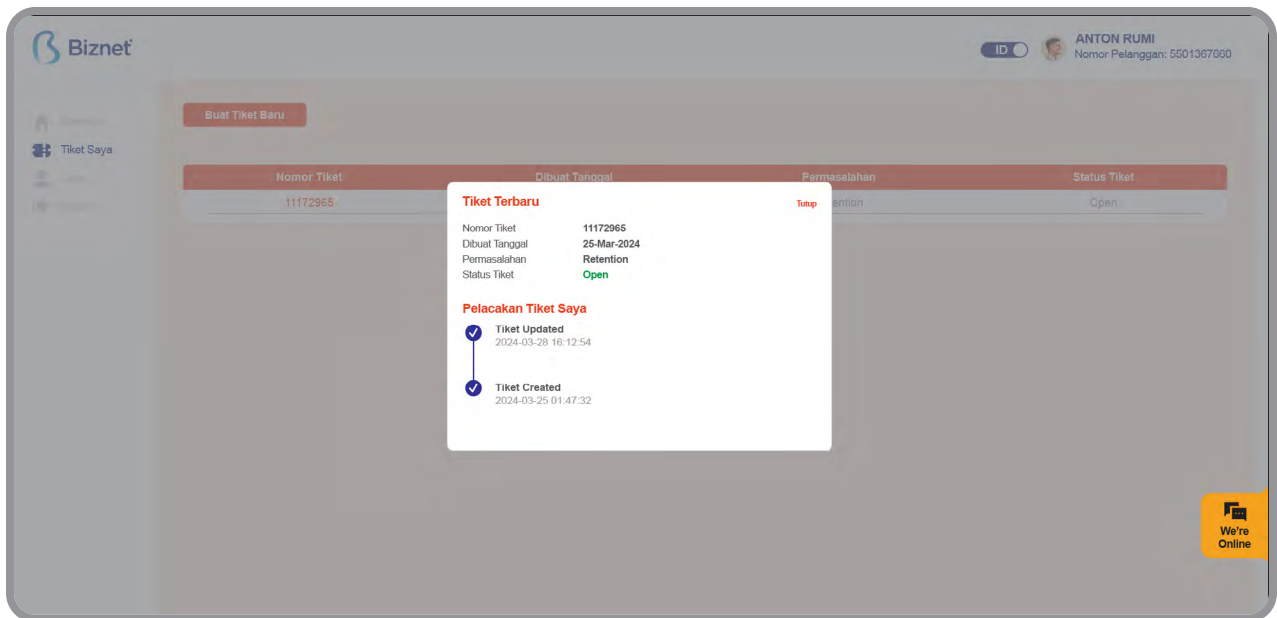 Biznet
ID
ANTON RUMI
Nomor Pelanggan: 5501367660
Tiket Saya
Buat Tiket Baru
Nomor Tiket Dibuat Tanggal Permasalahan Status Tiket
11172965 Open
Tiket Terbaru Tutup
Nomor Tiket 11172965
Dibuat Tanggal 25-Mar-2024
Permasalahan Retention
Status Tiket Open
Pelacakan Tiket Saya
Tiket Updated
2024-03-28 16:12:54
Tiket Created
2024-03-25 01:47:32
We're
Online